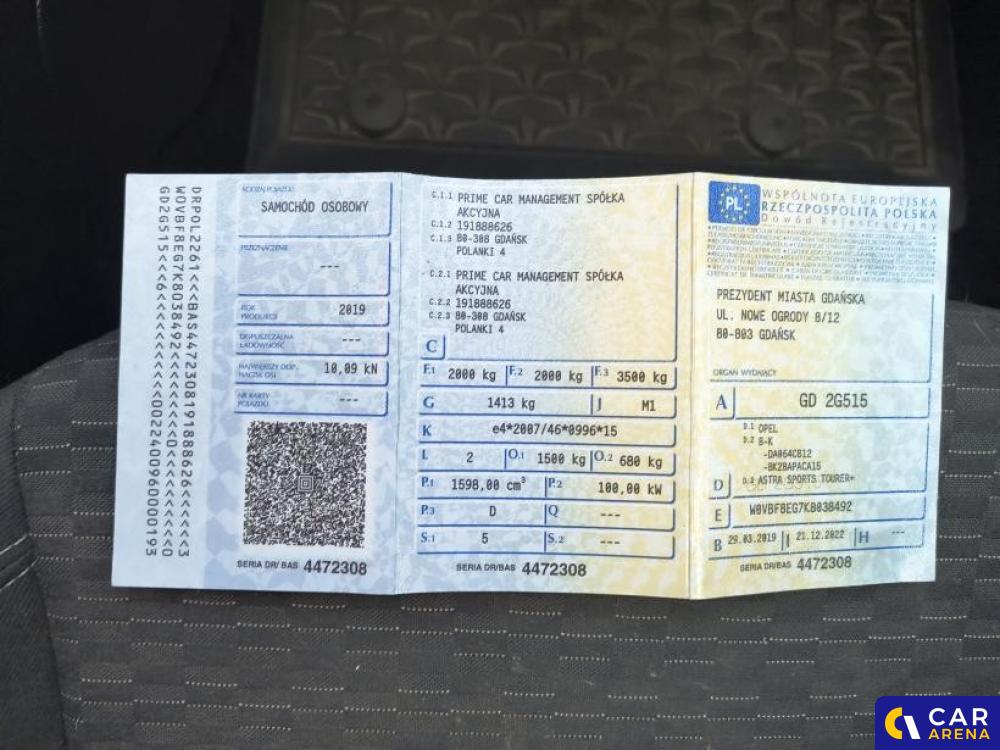 DRPOL2261<<<BAS4472308191888626<<<<<<3
W0VBF8EG7K8038492<<<<<<<0<<<<<<<<<<<<0
GD2G515<<6<<<<<<<<<<<<<0022400960000193
RODZAJ POJAZDU
SAMOCHÓD OSOBOWY
PRZEZNACZENIE
---
ROK PRODUKCJI
2019
DOPUSZCZALNA ŁADOWNOŚĆ
---
NAJWIĘKSZY DOP. NACISK OSI
10,09 kN
NR KARTY POJAZDU
---
SERIA DR/BAS 4472308
C.1.1 PRIME CAR MANAGEMENT SPÓŁKA
AKCYJNA
C.1.2 191888626
C.1.3 80-308 GDAŃSK
POLANKI 4
C.2.1 PRIME CAR MANAGEMENT SPÓŁKA
AKCYJNA
C.2.2 191888626
C.2.3 80-308 GDAŃSK
POLANKI 4
C
F.1 2000 kg F.2 2000 kg F.3 3500 kg
G 1413 kg J M1
K e4*2007/46*0996*15
L 2 O.1 1500 kg O.2 680 kg
P.1 1598,00 cm³ P.2 100,00 kW
P.3 D Q ---
S.1 5 S.2 ---
SERIA DR/BAS 4472308
PL
WSPÓLNOTA EUROPEJSKA
RZECZPOSPOLITA POLSKA
Dowód Rejestracyjny
PREZYDENT MIASTA GDAŃSKA
UL. NOWE OGRODY 8/12
80-803 GDAŃSK
ORGAN WYDAJĄCY
A GD 2G515
D.1 OPEL
D.2 B-K
-DA064C812
-BK2BAPACA15
D D.3 ASTRA SPORTS TOURER+
E W0VBF8EG7K8038492
B 29.03.2019 I 21.12.2022 H ---
SERIA DR/BAS 4472308
CAR
ARENA